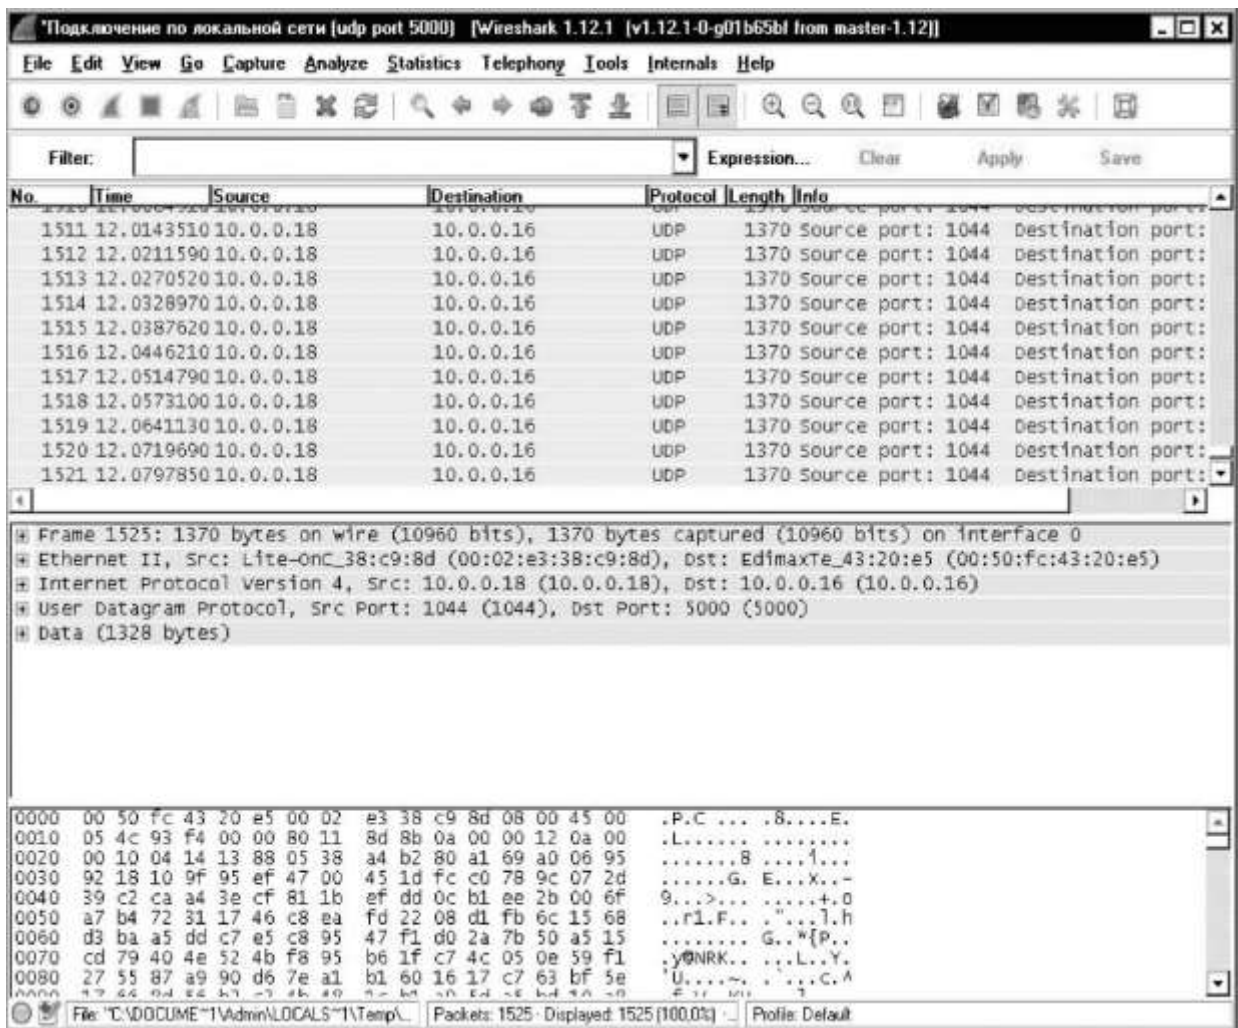 *Подключение по локальной сети (udp port 5000) [Wireshark 1.12.1 (v1.12.1-0-g01b65bf from master-1.12)]
File Edit View Go Capture Analyze Statistics Telephony Tools Internals Help
Filter: Expression... Clear Apply Save
No. Time Source Destination Protocol Length Info
1511 12.0143510 10.0.0.18 10.0.0.16 UDP 1370 Source port: 1044 Destination port:
1512 12.0211590 10.0.0.18 10.0.0.16 UDP 1370 Source port: 1044 Destination port:
1513 12.0270520 10.0.0.18 10.0.0.16 UDP 1370 Source port: 1044 Destination port:
1514 12.0328970 10.0.0.18 10.0.0.16 UDP 1370 Source port: 1044 Destination port:
1515 12.0387620 10.0.0.18 10.0.0.16 UDP 1370 Source port: 1044 Destination port:
1516 12.0446210 10.0.0.18 10.0.0.16 UDP 1370 Source port: 1044 Destination port:
1517 12.0514790 10.0.0.18 10.0.0.16 UDP 1370 Source port: 1044 Destination port:
1518 12.0573100 10.0.0.18 10.0.0.16 UDP 1370 Source port: 1044 Destination port:
1519 12.0641130 10.0.0.18 10.0.0.16 UDP 1370 Source port: 1044 Destination port:
1520 12.0719690 10.0.0.18 10.0.0.16 UDP 1370 Source port: 1044 Destination port:
1521 12.0797850 10.0.0.18 10.0.0.16 UDP 1370 Source port: 1044 Destination port:
Frame 1525: 1370 bytes on wire (10960 bits), 1370 bytes captured (10960 bits) on interface 0
Ethernet II, Src: Lite-OnC_38:c9:8d (00:02:e3:38:c9:8d), Dst: EdimaxTe_43:20:e5 (00:50:fc:43:20:e5)
Internet Protocol Version 4, Src: 10.0.0.18 (10.0.0.18), Dst: 10.0.0.16 (10.0.0.16)
User Datagram Protocol, Src Port: 1044 (1044), Dst Port: 5000 (5000)
Data (1328 bytes)
0000 00 50 fc 43 20 e5 00 02 e3 38 c9 8d 08 00 45 00 .P.C ... .8....E.
0010 05 4c 93 f4 00 00 80 11 8d 8b 0a 00 00 12 0a 00 .L...... ........
0020 00 10 04 14 13 88 05 38 a4 b2 80 a1 69 a0 06 95 .......8 ....i...
0030 92 18 10 9f 95 ef 47 00 45 1d fc c0 78 9c 07 2d ......G. E...x..-
0040 39 c2 ca a4 3e cf 81 1b ef dd 0c b1 ee 2b 00 6f 9...>... .....+.o
0050 a7 b4 72 31 17 46 c8 ea fd 22 08 d1 fb 6c 15 68 ..r1.F.. ."...l.h
0060 d3 ba a5 dd c7 e5 c8 95 47 f1 d0 2a 7b 50 a5 15 ........ G..*{P..
0070 cd 79 40 4e 52 4b f8 95 b6 1f c7 4c 05 0e 59 f1 .y@NRK.. ...L..Y.
0080 27 55 87 a9 90 d6 7e a1 b1 60 16 17 c7 63 bf 5e 'U....~. .`...c.^
File: "C:\DOCUME~1\Admin\LOCALS~1\Temp\... Packets: 1525 · Displayed: 1525 (100,0%) · ... Profile: Default